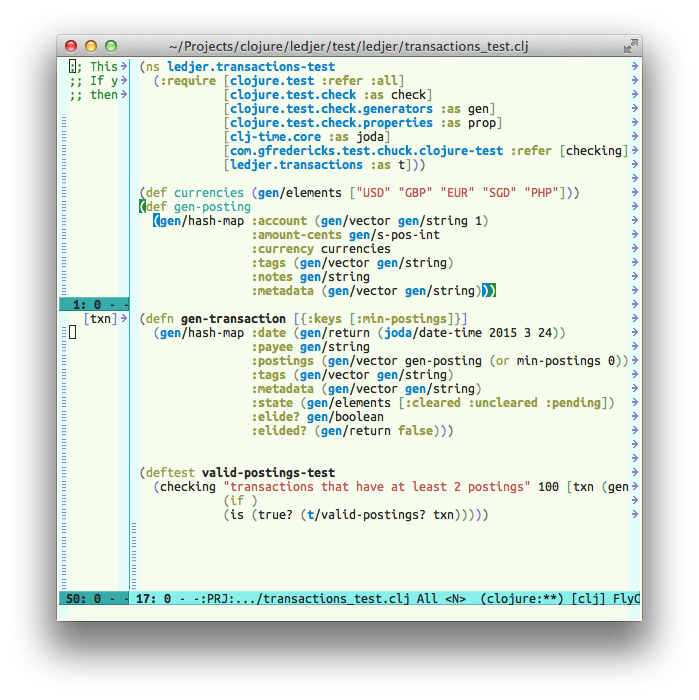 ~/Projects/clojure/ledjer/test/ledjer/transactions_test.clj
;; This
;; If y
;; then
1: 0 - -
[txn]
50: 0 - -
(ns ledjer.transactions-test
(:require [clojure.test :refer :all]
[clojure.test.check :as check]
[clojure.test.check.generators :as gen]
[clojure.test.check.properties :as prop]
[clj-time.core :as joda]
[com.gfredericks.test.chuck.clojure-test :refer [checking]
[ledjer.transactions :as t]))
(def currencies (gen/elements ["USD" "GBP" "EUR" "SGD" "PHP"]))
(def gen-posting
(gen/hash-map :account (gen/vector gen/string 1)
:amount-cents gen/s-pos-int
:currency currencies
:tags (gen/vector gen/string)
:notes gen/string
:metadata (gen/vector gen/string)))
(defn gen-transaction [{:keys [:min-postings]}]
(gen/hash-map :date (gen/return (joda/date-time 2015 3 24))
:payee gen/string
:postings (gen/vector gen-posting (or min-postings 0))
:tags (gen/vector gen/string)
:metadata (gen/vector gen/string)
:state (gen/elements [:cleared :uncleared :pending])
:elide? gen/boolean
:elided? (gen/return false)))
(deftest valid-postings-test
(checking "transactions that have at least 2 postings" 100 [txn (gen
(if )
(is (true? (t/valid-postings? txn)))))
17: 0 - -:PRJ:.../transactions_test.clj All <N> (clojure:**) [clj] FlyC